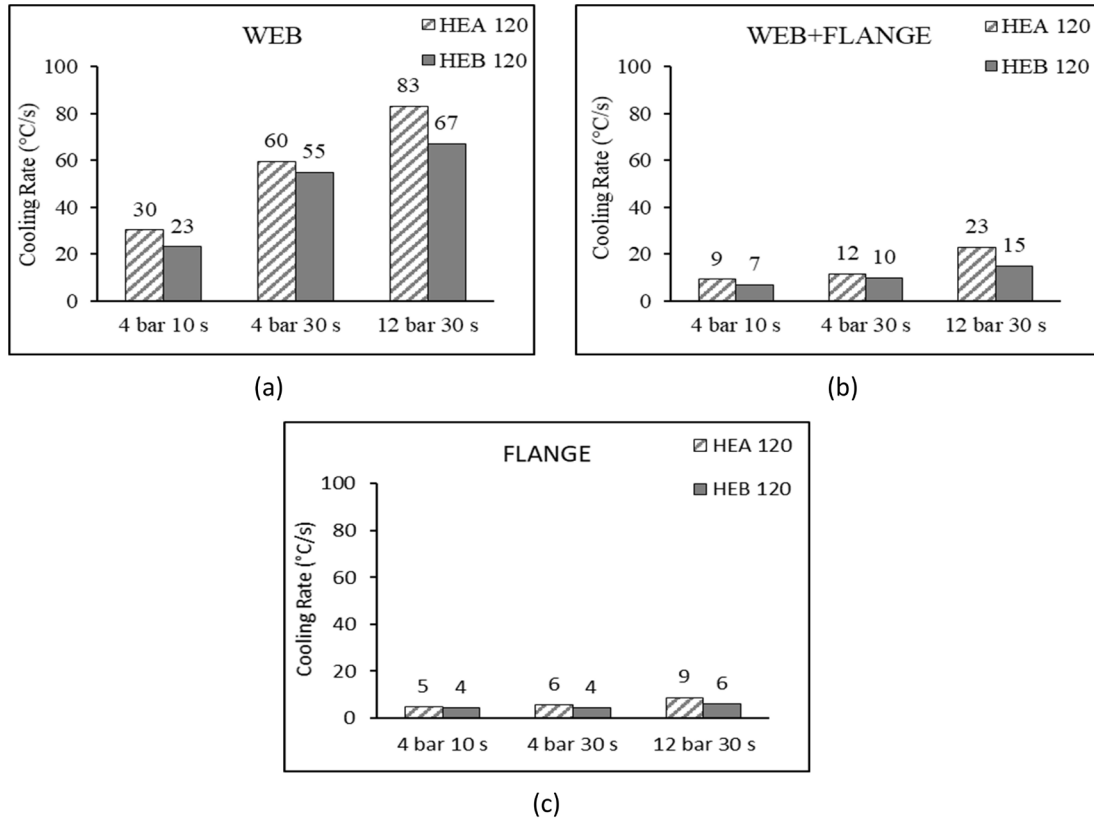 WEB
HEA 120
HEB 120
Cooling Rate (°C/s)
100
80
60
40
20
0
30
23
60
55
83
67
4 bar 10 s
4 bar 30 s
12 bar 30 s
(a)
WEB+FLANGE
HEA 120
HEB 120
Cooling Rate (°C/s)
100
80
60
40
20
0
9
7
12
10
23
15
4 bar 10 s
4 bar 30 s
12 bar 30 s
(b)
FLANGE
HEA 120
HEB 120
Cooling Rate (°C/s)
100
80
60
40
20
0
5
4
6
4
9
6
4 bar 10 s
4 bar 30 s
12 bar 30 s
(c)